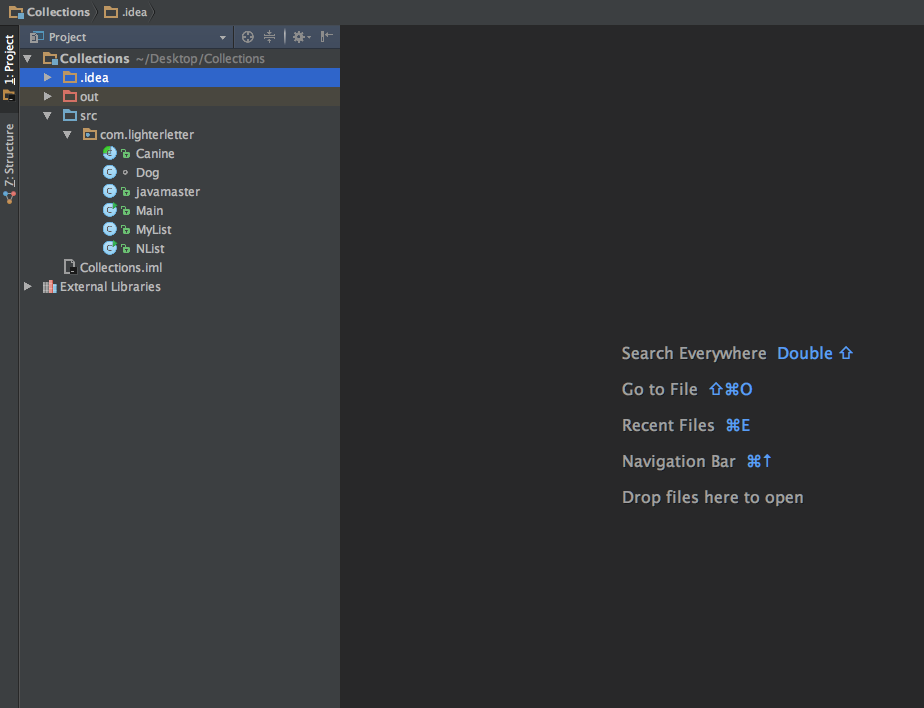 Collections .idea
Project
1: Project
Z: Structure
Collections ~/Desktop/Collections
.idea
out
src
com.lighterletter
Canine
Dog
javamaster
Main
MyList
NList
Collections.iml
External Libraries
Search Everywhere Double ⇧
Go to File ⇧⌘O
Recent Files ⌘E
Navigation Bar ⌘↑
Drop files here to open